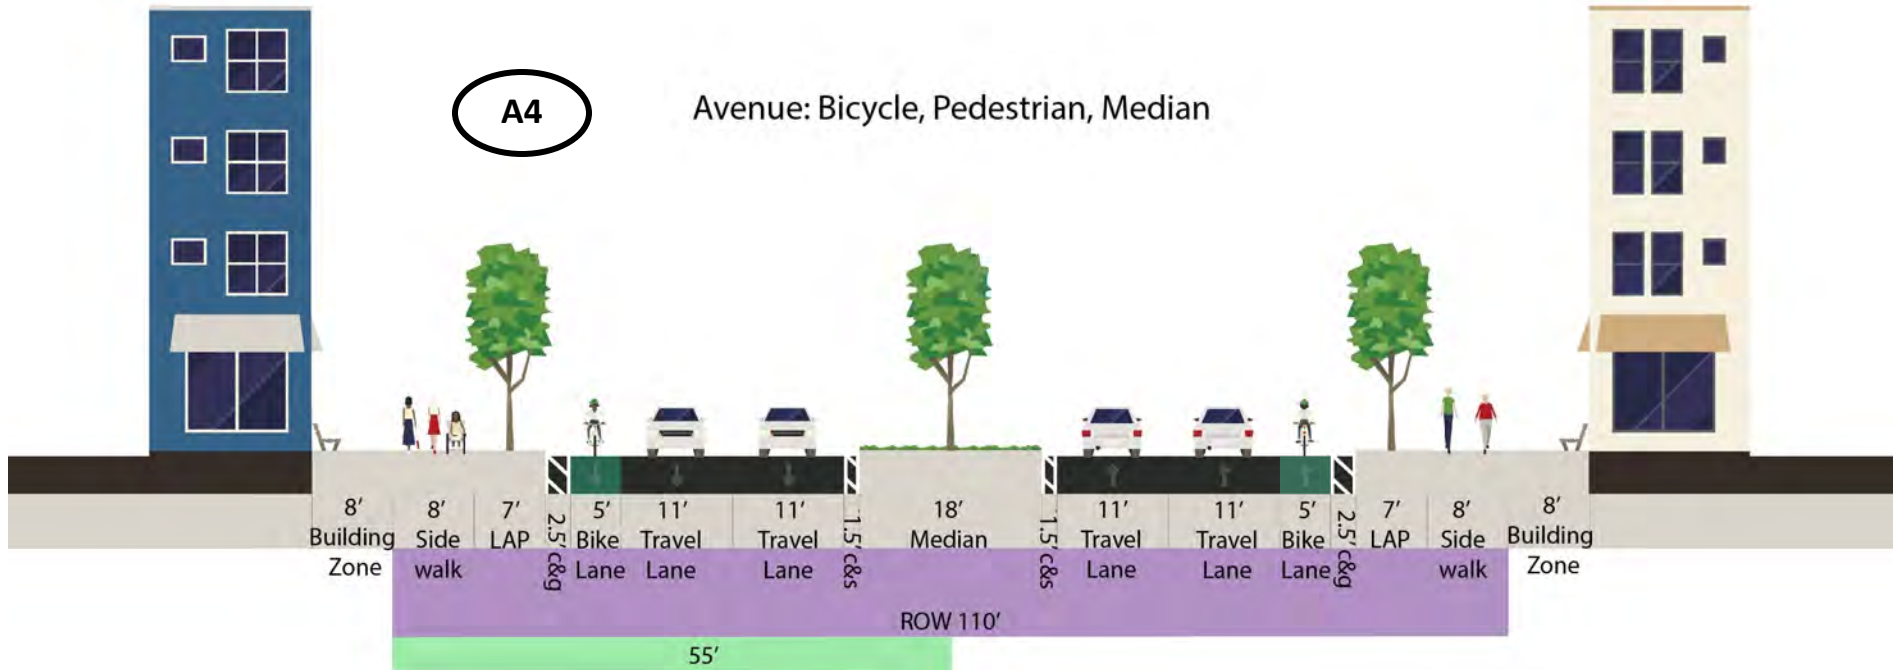 A4
Avenue: Bicycle, Pedestrian, Median
8′
Building
Zone
8′
Side
walk
7′
LAP
2.5′ c&g
5′
Bike
Lane
11′
Travel
Lane
11′
Travel
Lane
1.5′ c&s
18′
Median
1.5′ c&s
11′
Travel
Lane
11′
Travel
Lane
5′
Bike
Lane
2.5′ c&g
7′
LAP
8′
Side
walk
8′
Building
Zone
ROW 110′
55′